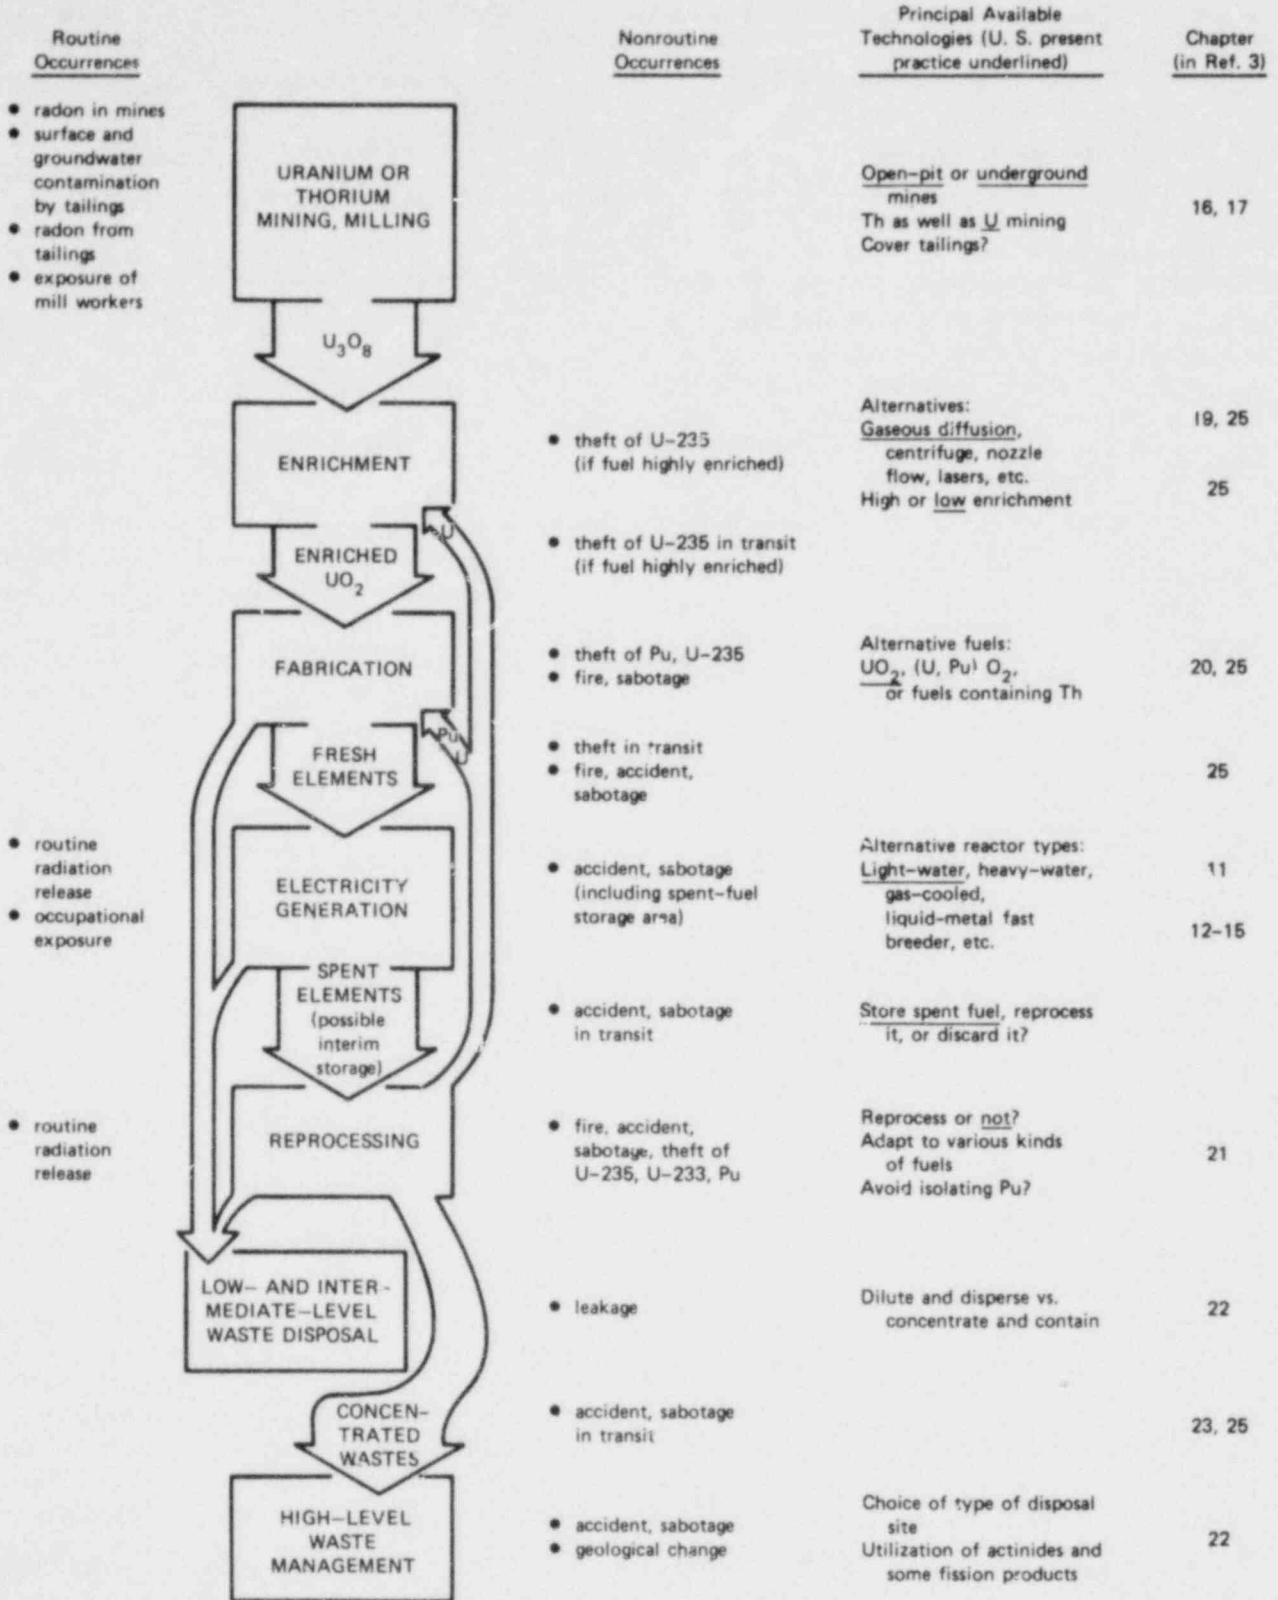 Routine
Occurrences
Nonroutine
Occurrences
Principal Available
Technologies (U. S. present
practice underlined)
Chapter
(in Ref. 3)
● radon in mines
● surface and
groundwater
contamination
by tailings
● radon from
tailings
● exposure of
mill workers
URANIUM OR
THORIUM
MINING, MILLING
Open-pit or underground
mines
Th as well as U mining
Cover tailings?
16, 17
U3O8
ENRICHMENT
● theft of U-235
(if fuel highly enriched)
Alternatives:
Gaseous diffusion,
centrifuge, nozzle
flow, lasers, etc.
High or low enrichment
19, 25
25
U
ENRICHED
UO2
● theft of U-235 in transit
(if fuel highly enriched)
FABRICATION
● theft of Pu, U-235
● fire, sabotage
Alternative fuels:
UO2, (U, Pu) O2,
or fuels containing Th
20, 25
Pu
U
FRESH
ELEMENTS
● theft in transit
● fire, accident,
sabotage
25
● routine
radiation
release
● occupational
exposure
ELECTRICITY
GENERATION
● accident, sabotage
(including spent-fuel
storage area)
Alternative reactor types:
Light-water, heavy-water,
gas-cooled,
liquid-metal fast
breeder, etc.
11
12-15
SPENT
ELEMENTS
(possible
interim
storage)
● accident, sabotage
in transit
Store spent fuel, reprocess
it, or discard it?
● routine
radiation
release
REPROCESSING
● fire, accident,
sabotage, theft of
U-235, U-233, Pu
Reprocess or not?
Adapt to various kinds
of fuels
Avoid isolating Pu?
21
LOW- AND INTER-
MEDIATE-LEVEL
WASTE DISPOSAL
● leakage
Dilute and disperse vs.
concentrate and contain
22
CONCEN-
TRATED
WASTES
● accident, sabotage
in transit
23, 25
HIGH-LEVEL
WASTE
MANAGEMENT
● accident, sabotage
● geological change
Choice of type of disposal
site
Utilization of actinides and
some fission products
22